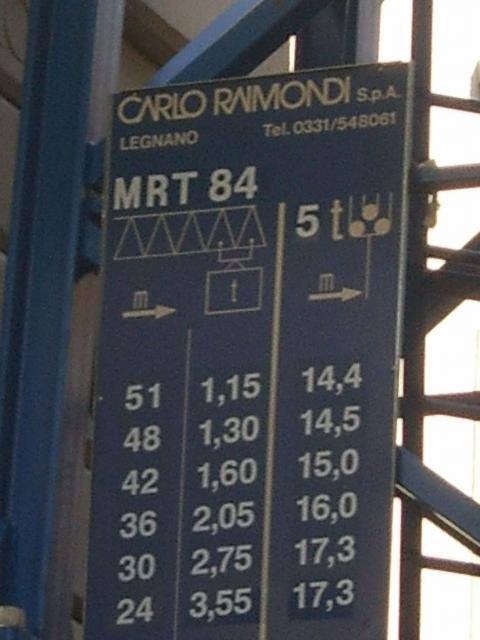 CARLO RAIMONDI S.p.A.
LEGNANO Tel. 0331/548061
MRT 84
5 t
t
m m
51 1,15 14,4
48 1,30 14,5
42 1,60 15,0
36 2,05 16,0
30 2,75 17,3
24 3,55 17,3